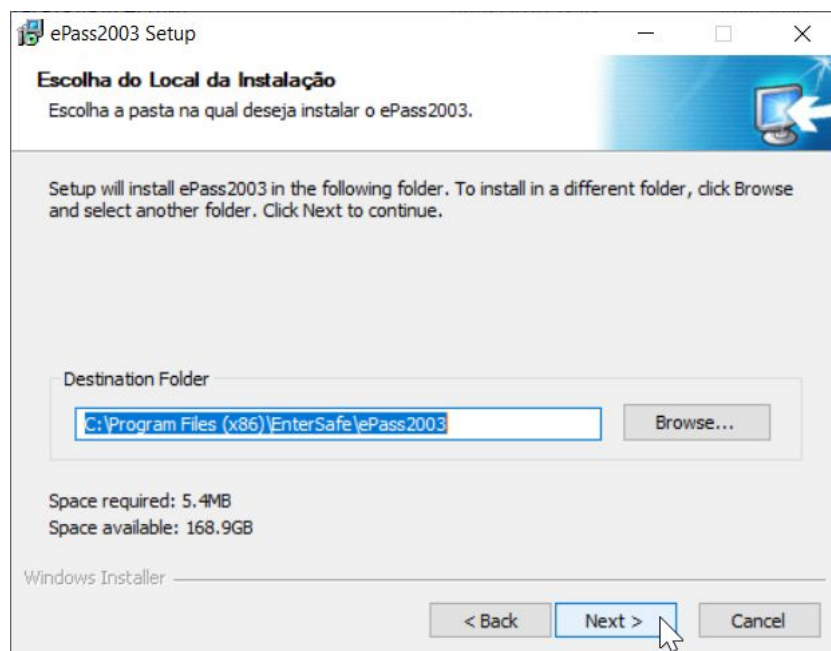 ePass2003 Setup
Escolha do Local da Instalação
Escolha a pasta na qual deseja instalar o ePass2003.
Setup will install ePass2003 in the following folder. To install in a different folder, click Browse
and select another folder. Click Next to continue.
Destination Folder
C:\Program Files (x86)\EnterSafe\ePass2003
Browse...
Space required: 5.4MB
Space available: 168.9GB
Windows Installer
< Back Next > Cancel